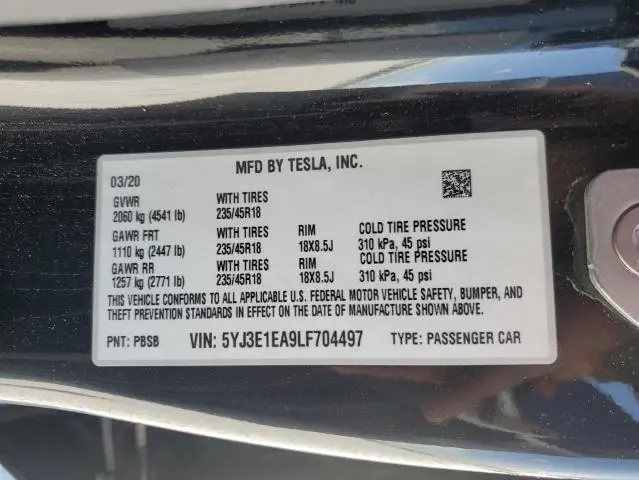 MFD BY TESLA, INC.
03/20
GVWR WITH TIRES
2060 kg (4541 lb) 235/45R18
GAWR FRT WITH TIRES RIM COLD TIRE PRESSURE
1110 kg (2447 lb) 235/45R18 18X8.5J 310 kPa, 45 psi
GAWR RR WITH TIRES RIM COLD TIRE PRESSURE
1257 kg (2771 lb) 235/45R18 18X8.5J 310 kPa, 45 psi
THIS VEHICLE CONFORMS TO ALL APPLICABLE U.S. FEDERAL MOTOR VEHICLE SAFETY, BUMPER, AND
THEFT PREVENTION STANDARDS IN EFFECT ON THE DATE OF MANUFACTURE SHOWN ABOVE.
PNT: PBSB VIN: 5YJ3E1EA9LF704497 TYPE: PASSENGER CAR